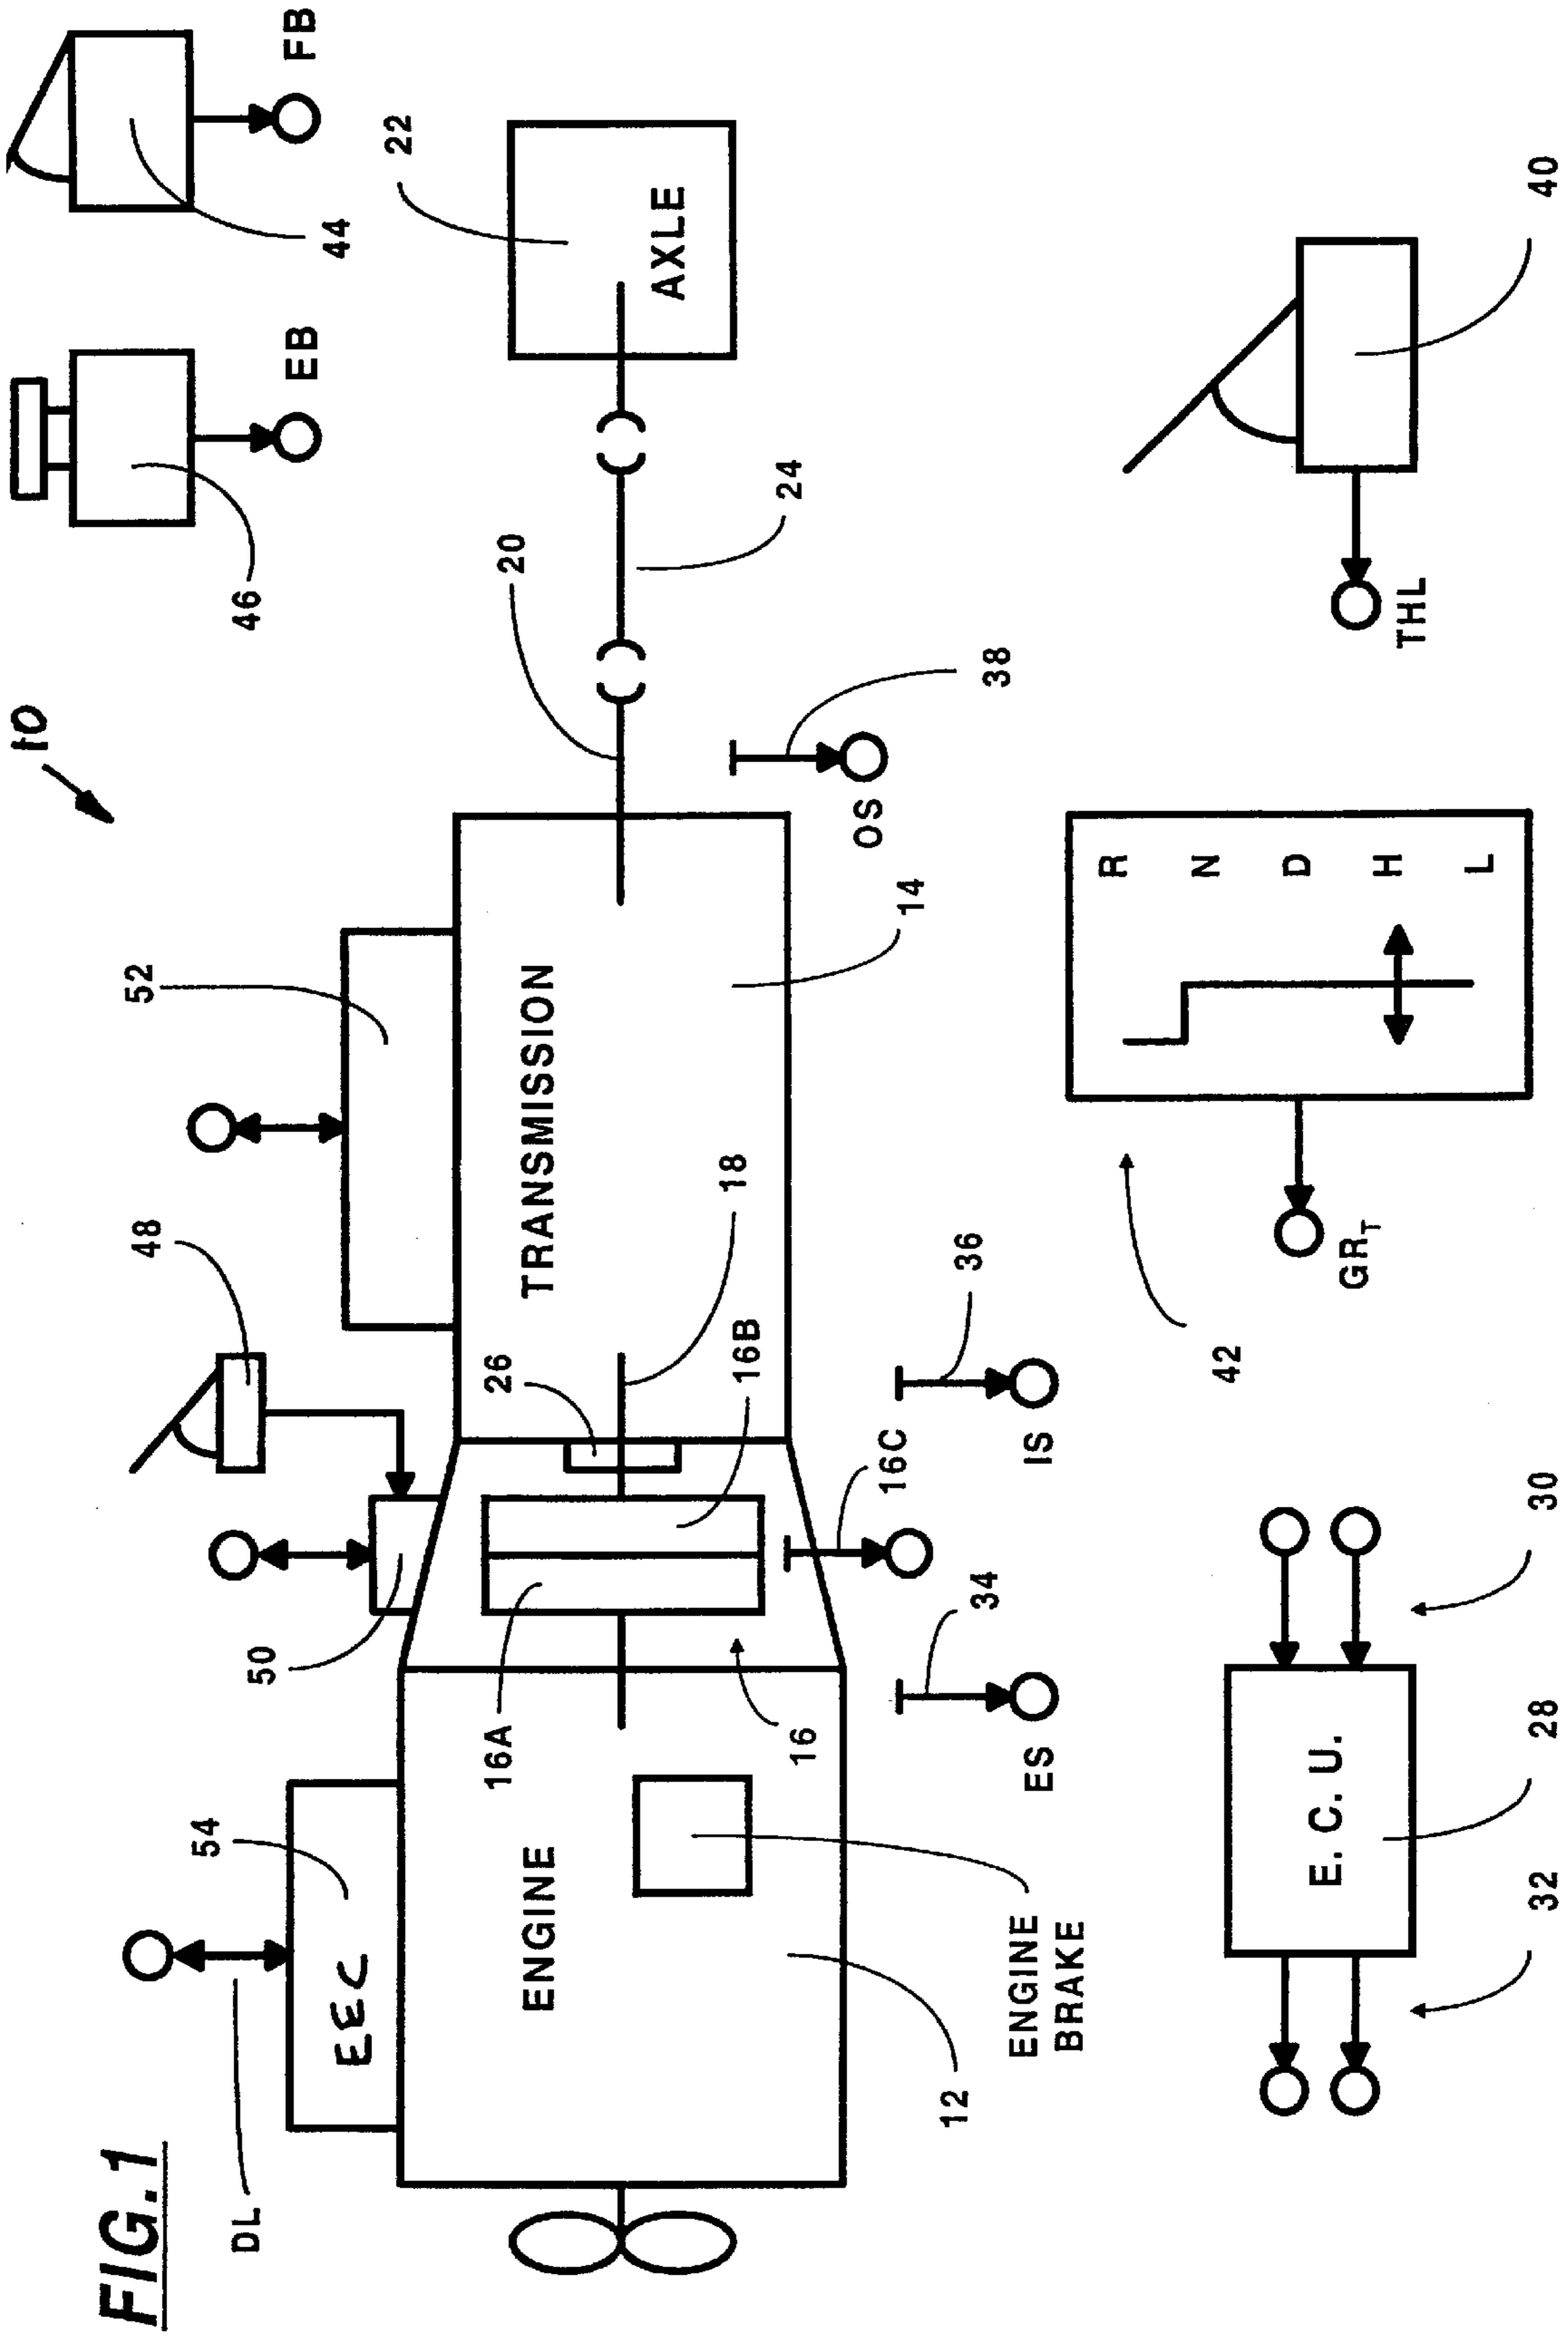 FIG.1
10
DL
54
EEC
50
48
52
46
EB
44
FB
ENGINE
16A
26
16B
18
TRANSMISSION
20
24
22
AXLE
12
ENGINE
BRAKE
16
34
ES
16C
36
IS
14
38
OS
32
28
30
E. C. U.
42
GRT
R
N
D
H
L
THL
40